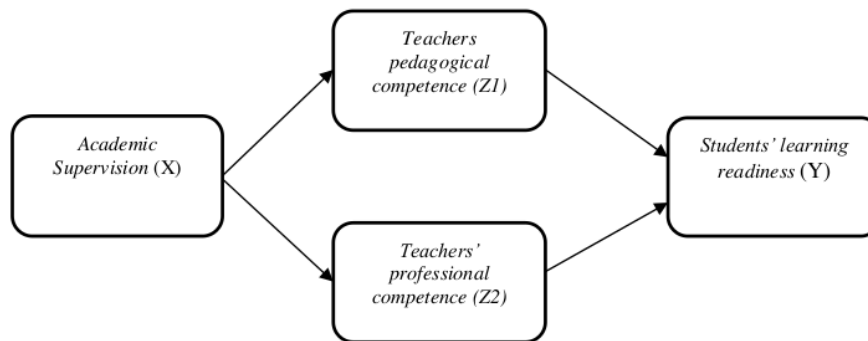 Teachers
pedagogical
competence (Z1)
Academic
Supervision (X)
Students’ learning
readiness (Y)
Teachers’
professional
competence (Z2)